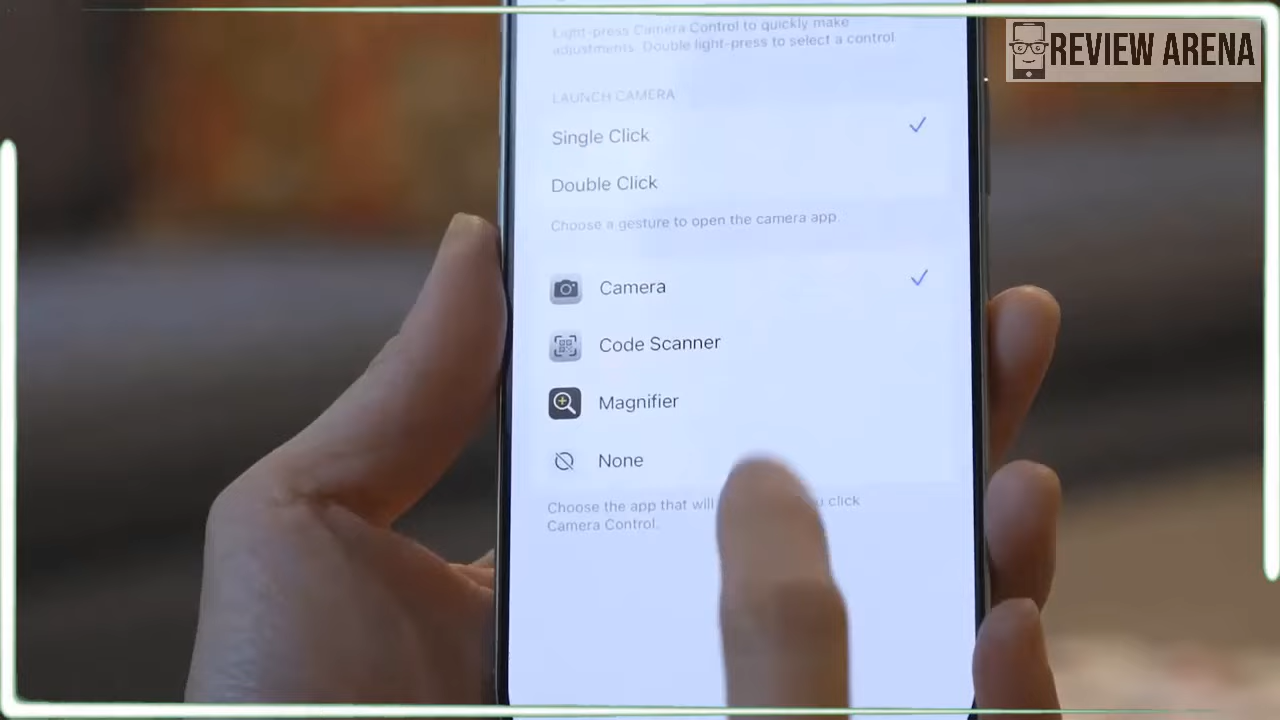 REVIEW ARENA
Light-press Camera Control to quickly make
adjustments. Double light-press to select a control
LAUNCH CAMERA
Single Click
Double Click
Choose a gesture to open the camera app
Camera
Code Scanner
Magnifier
None
Choose the app that will click
Camera Control.